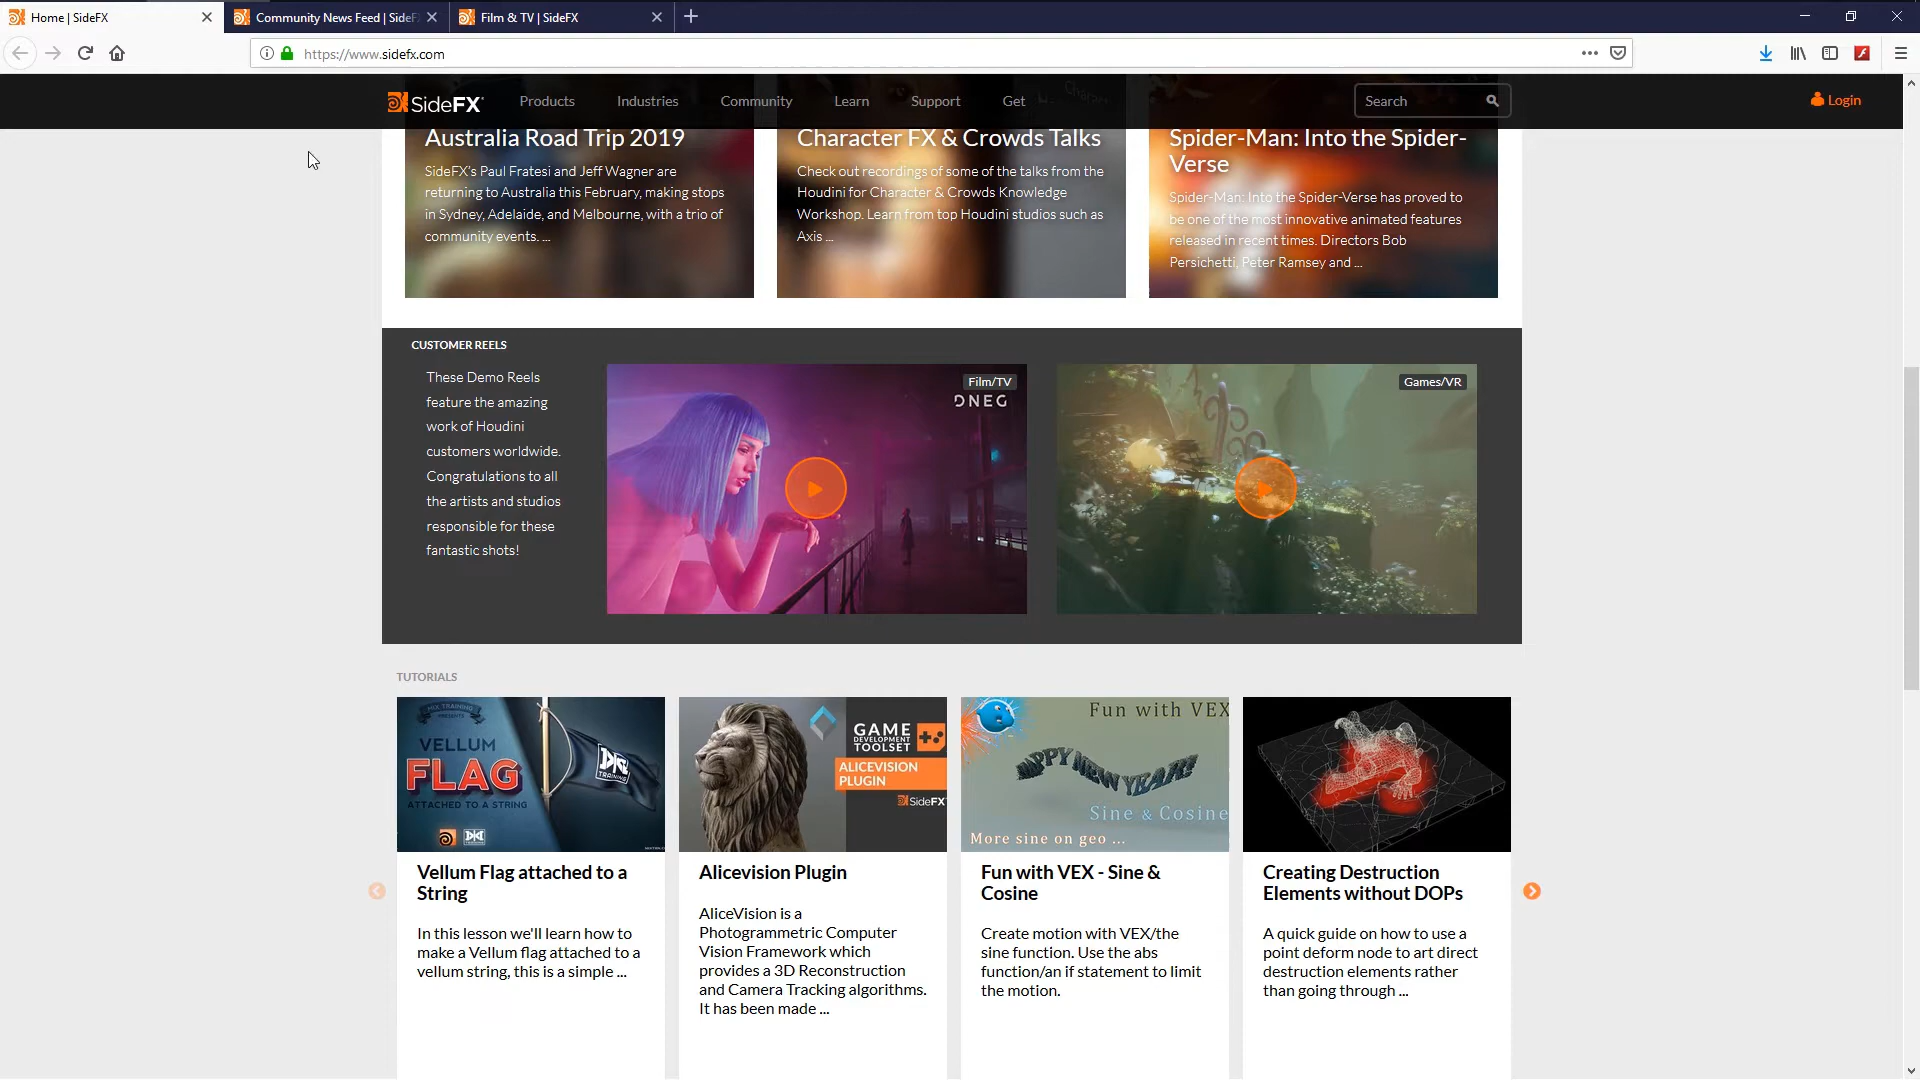 Home | SideFX
Community News Feed | SideF
Film & TV | SideFX
https://www.sidefx.com
SideFX
Products
Industries
Community
Learn
Support
Get
Search
Login
Australia Road Trip 2019
SideFX's Paul Fratesi and Jeff Wagner are
returning to Australia this February, making stops
in Sydney, Adelaide, and Melbourne, with a trio of
community events. ...
Character FX & Crowds Talks
Check out recordings of some of the talks from the
Houdini for Character & Crowds Knowledge
Workshop. Learn from top Houdini studios such as
Axis ...
Spider-Man: Into the Spider-
Verse
Spider-Man: Into the Spider-Verse has proved to
be one of the most innovative animated features
released in recent times. Directors Bob
Persichetti, Peter Ramsey and ...
CUSTOMER REELS
These Demo Reels
feature the amazing
work of Houdini
customers worldwide.
Congratulations to all
the artists and studios
responsible for these
fantastic shots!
Film/TV
DNEG
Games/VR
TUTORIALS
MIX TRAINING
PRESENTS
VELLUM
FLAG
ATTACHED TO A STRING
TRAINING
GAME
DEVELOPMENT
TOOLSET
ALICEVISION
PLUGIN
SideFX
Fun with VEX
HAPPY NEW YEAR!
Sine & Cosine
More sine on geo ...
Vellum Flag attached to a
String
In this lesson we'll learn how to
make a Vellum flag attached to a
vellum string, this is a simple ...
Alicevision Plugin
AliceVision is a
Photogrammetric Computer
Vision Framework which
provides a 3D Reconstruction
and Camera Tracking algorithms.
It has been made ...
Fun with VEX - Sine &
Cosine
Create motion with VEX/the
sine function. Use the abs
function/an if statement to limit
the motion.
Creating Destruction
Elements without DOPs
A quick guide on how to use a
point deform node to art direct
destruction elements rather
than going through ...